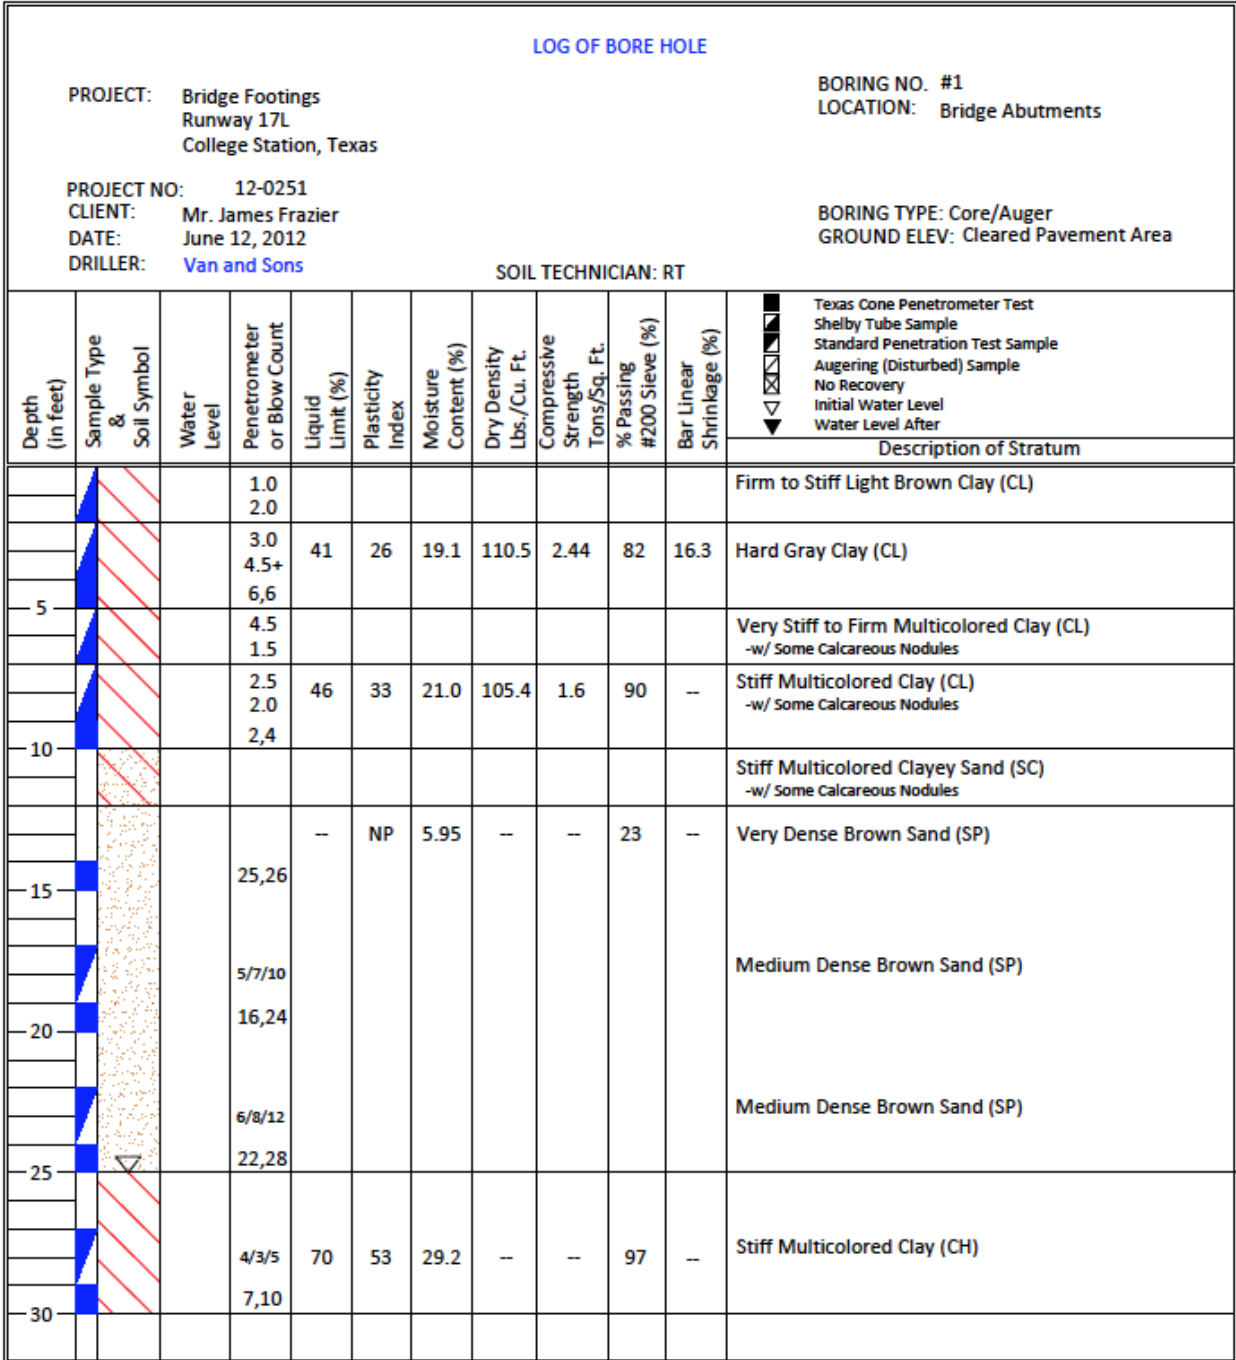 LOG OF BORE HOLE
PROJECT: Bridge Footings
Runway 17L
College Station, Texas
BORING NO. #1
LOCATION: Bridge Abutments
PROJECT NO: 12-0251
CLIENT: Mr. James Frazier
DATE: June 12, 2012
DRILLER: Van and Sons
BORING TYPE: Core/Auger
GROUND ELEV: Cleared Pavement Area
SOIL TECHNICIAN: RT
Depth
(in feet)
Sample Type
&
Soil Symbol
Water
Level
Penetrometer
or Blow Count
Liquid
Limit (%)
Plasticity
Index
Moisture
Content (%)
Dry Density
Lbs./Cu. Ft.
Compressive
Strength
Tons/Sq. Ft.
% Passing
#200 Sieve (%)
Bar Linear
Shrinkage (%)
Texas Cone Penetrometer Test
Shelby Tube Sample
Standard Penetration Test Sample
Augering (Disturbed) Sample
No Recovery
Initial Water Level
Water Level After
Description of Stratum
1.0 Firm to Stiff Light Brown Clay (CL)
2.0
3.0
41 26 19.1 110.5 2.44 82 16.3 Hard Gray Clay (CL)
4.5+
6,6
5
4.5 Very Stiff to Firm Multicolored Clay (CL)
1.5 -w/ Some Calcareous Nodules
2.5 Stiff Multicolored Clay (CL)
46 33 21.0 105.4 1.6 90 --
2.0 -w/ Some Calcareous Nodules
2,4
10
Stiff Multicolored Clayey Sand (SC)
-w/ Some Calcareous Nodules
-- NP 5.95 -- -- 23 -- Very Dense Brown Sand (SP)
25,26
15
5/7/10 Medium Dense Brown Sand (SP)
16,24
20
6/8/12 Medium Dense Brown Sand (SP)
22,28
25
4/3/5 70 53 29.2 -- -- 97 -- Stiff Multicolored Clay (CH)
7,10
30